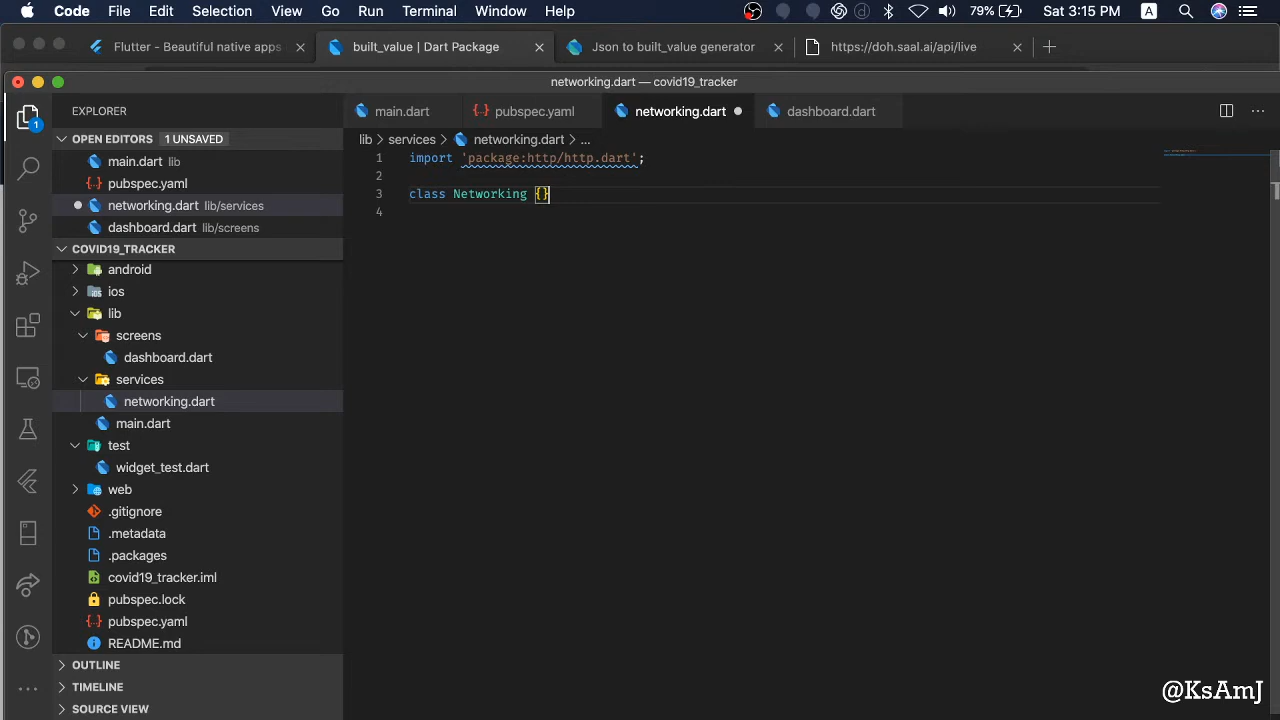 Code File Edit Selection View Go Run Terminal Window Help 79% Sat 3:15 PM A
Flutter - Beautiful native apps built_value | Dart Package Json to built_value generator https://doh.saal.ai/api/live
networking.dart — covid19_tracker
EXPLORER
main.dart pubspec.yaml networking.dart dashboard.dart
OPEN EDITORS 1 UNSAVED
lib > services > networking.dart > ...
main.dart lib
pubspec.yaml
networking.dart lib/services
dashboard.dart lib/screens
1 import 'package:http/http.dart';
2
3 class Networking {}
4
1
COVID19_TRACKER
android
ios
lib
screens
dashboard.dart
services
networking.dart
main.dart
test
widget_test.dart
web
.gitignore
.metadata
.packages
covid19_tracker.iml
pubspec.lock
pubspec.yaml
README.md
OUTLINE
TIMELINE
SOURCE VIEW
@KsAmJ